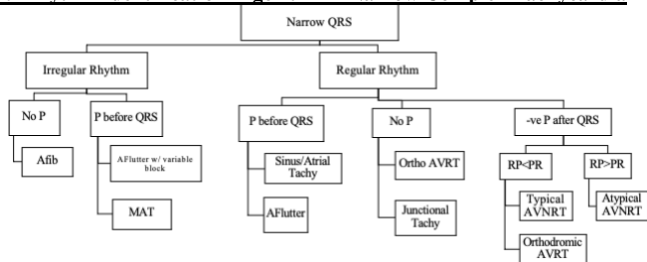 Narrow QRS
Irregular Rhythm
Regular Rhythm
No P
P before QRS
P before QRS
No P
-ve P after QRS
Afib
AFlutter w/ variable
block
MAT
Sinus/Atrial
Tachy
AFlutter
Ortho AVRT
Junctional
Tachy
RP<PR
RP>PR
Typical
AVNRT
Atypical
AVNRT
Orthodromic
AVRT